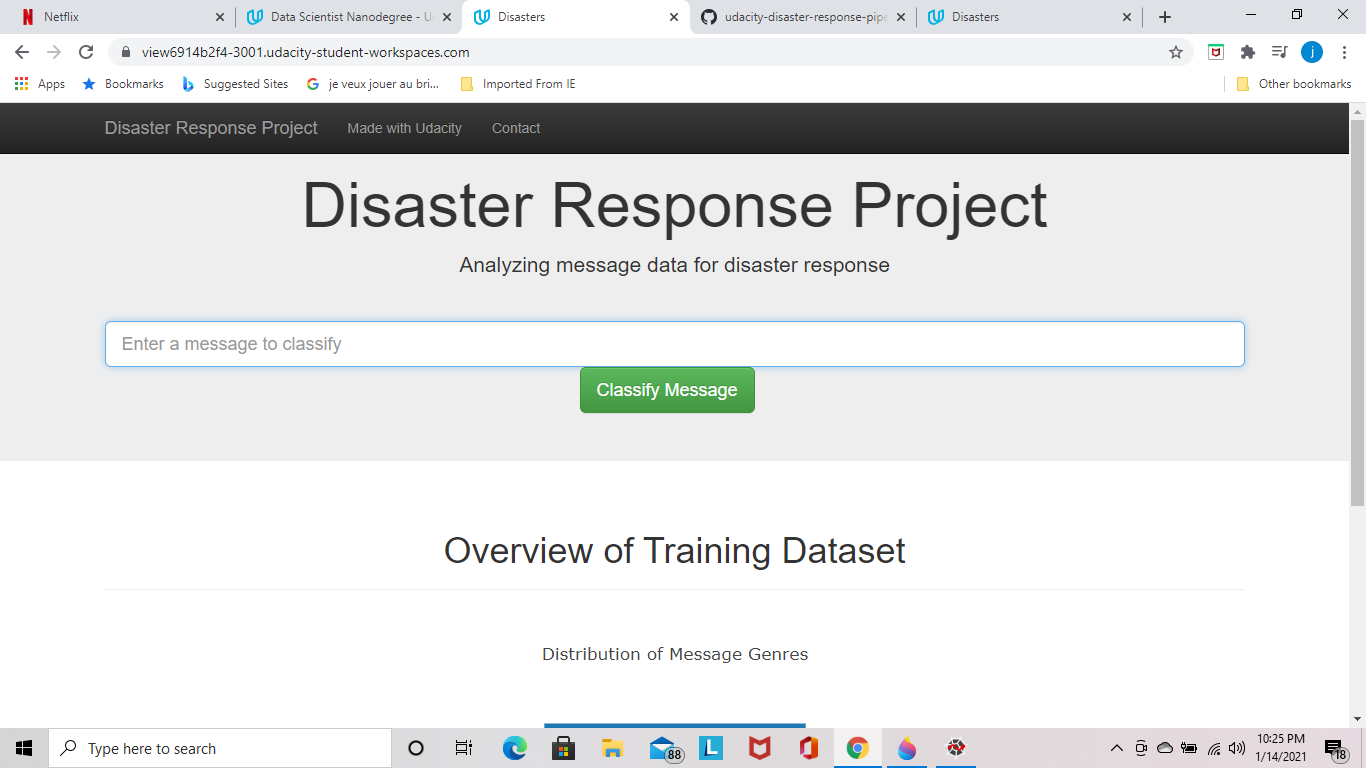 Netflix
Data Scientist Nanodegree - U
Disasters
udacity-disaster-response-pipe
Disasters
view6914b2f4-3001.udacity-student-workspaces.com
j
Apps
Bookmarks
Suggested Sites
je veux jouer au bri...
Imported From IE
Other bookmarks
Disaster Response Project
Made with Udacity
Contact
Disaster Response Project
Analyzing message data for disaster response
Enter a message to classify
Classify Message
Overview of Training Dataset
Distribution of Message Genres
Type here to search
88
L
10:25 PM
1/14/2021
18